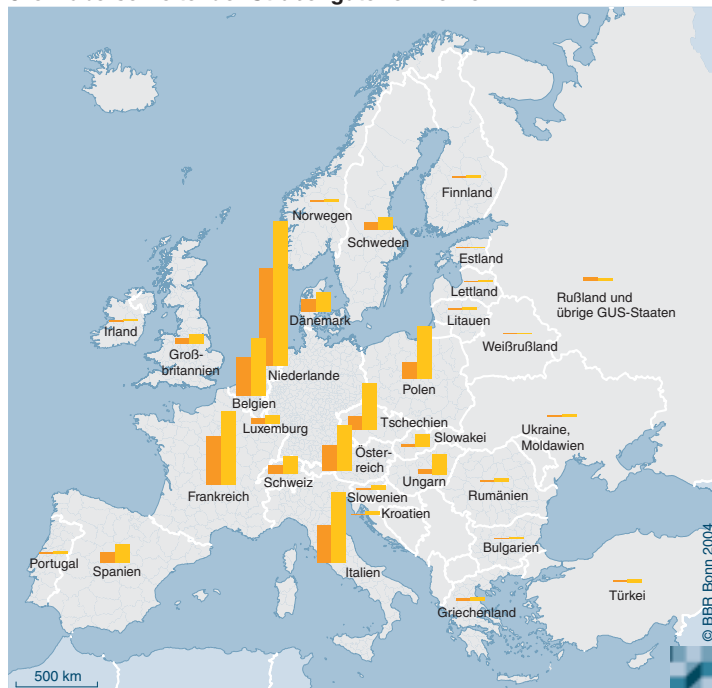 Norwegen
Finnland
Schweden
Estland
Lettland
Rußland und
übrige GUS-Staaten
Dänemark
Litauen
Irland
Groß-
britannien
Weißrußland
Niederlande
Polen
Belgien
Tschechien
Luxemburg
Slowakei
Ukraine,
Moldawien
Öster-
reich
Schweiz
Ungarn
Frankreich
Slowenien
Rumänien
Kroatien
Bulgarien
Portugal
Spanien
Italien
Türkei
Griechenland
500 km
© BBR Bonn 2004